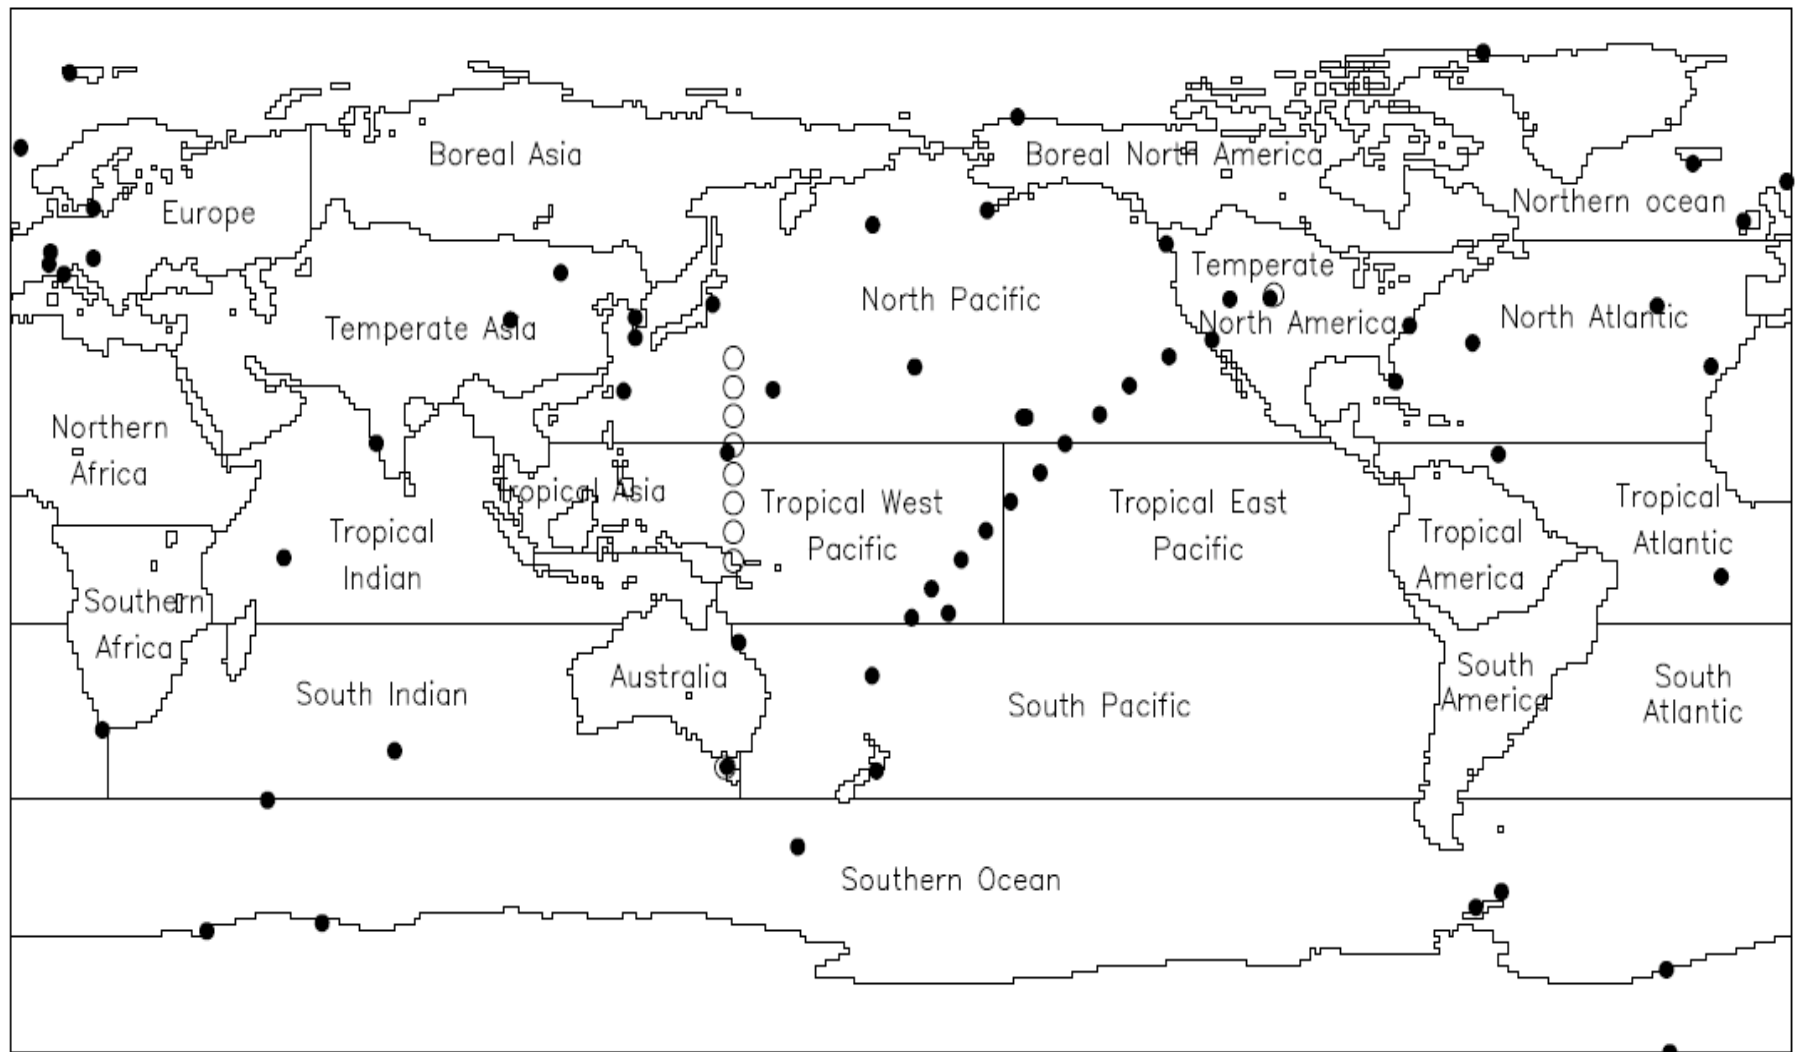 Boreal Asia
Boreal North America
Europe
Northern ocean
Temperate
North America
North Pacific
North Atlantic
Temperate Asia
Northern
Africa
Tropical Asia
Tropical West
Pacific
Tropical East
Pacific
Tropical
Atlantic
Tropical
Indian
Tropical
America
Southern
Africa
Australia
South Indian
South Pacific
South
America
South
Atlantic
Southern Ocean